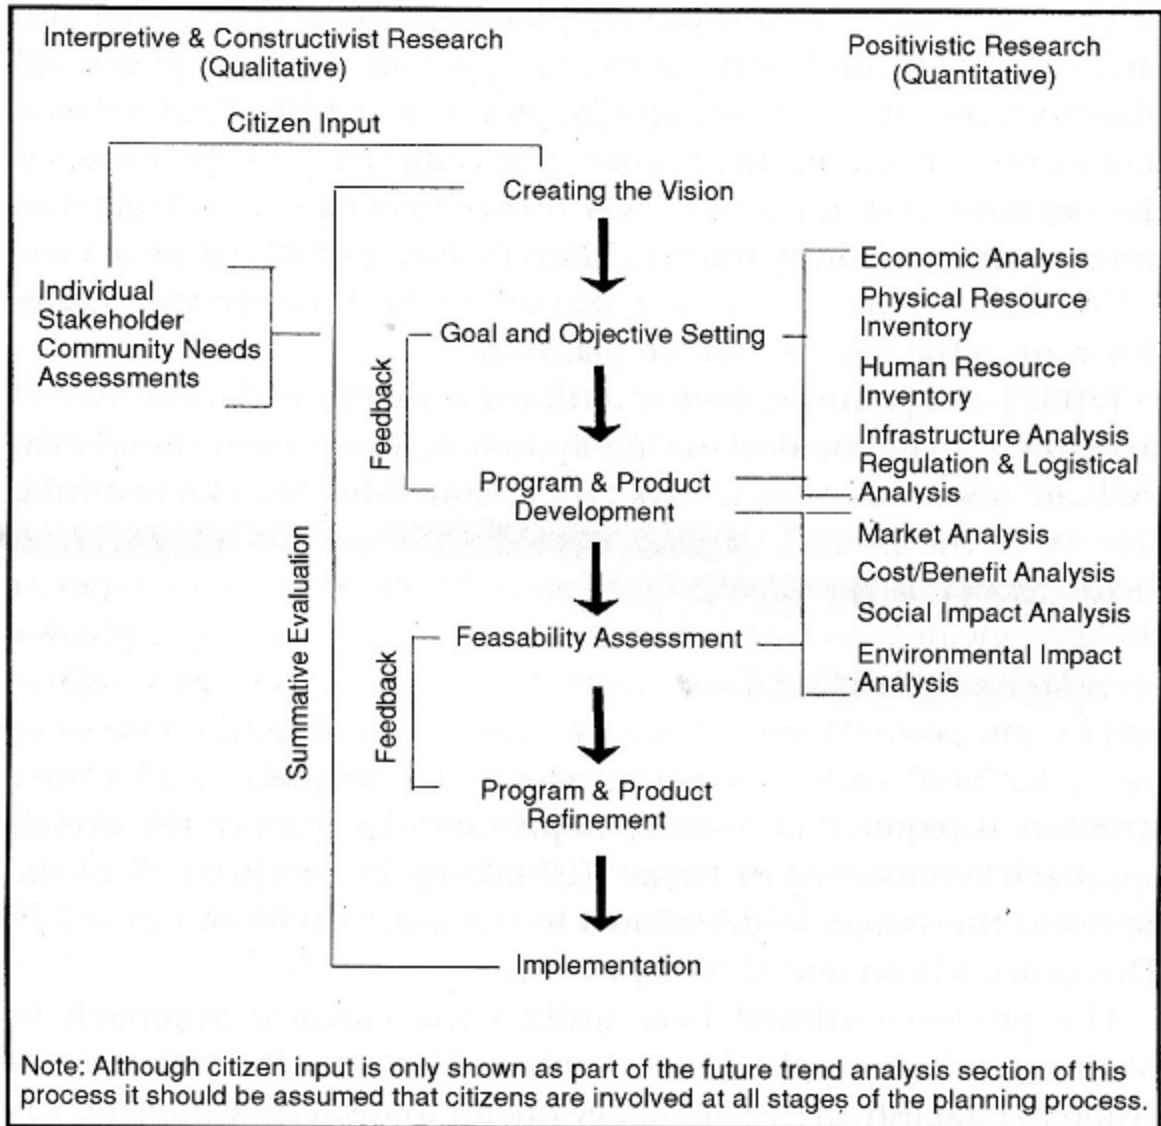 Interpretive & Constructivist Research
(Qualitative)
Positivistic Research
(Quantitative)
Citizen Input
Creating the Vision
Individual
Stakeholder
Community Needs
Assessments
Goal and Objective Setting
Feedback
Program & Product
Development
Summative Evaluation
Feasability Assessment
Feedback
Program & Product
Refinement
Implementation
Economic Analysis
Physical Resource
Inventory
Human Resource
Inventory
Infrastructure Analysis
Regulation & Logistical
Analysis
Market Analysis
Cost/Benefit Analysis
Social Impact Analysis
Environmental Impact
Analysis
Note: Although citizen input is only shown as part of the future trend analysis section of this
process it should be assumed that citizens are involved at all stages of the planning process.